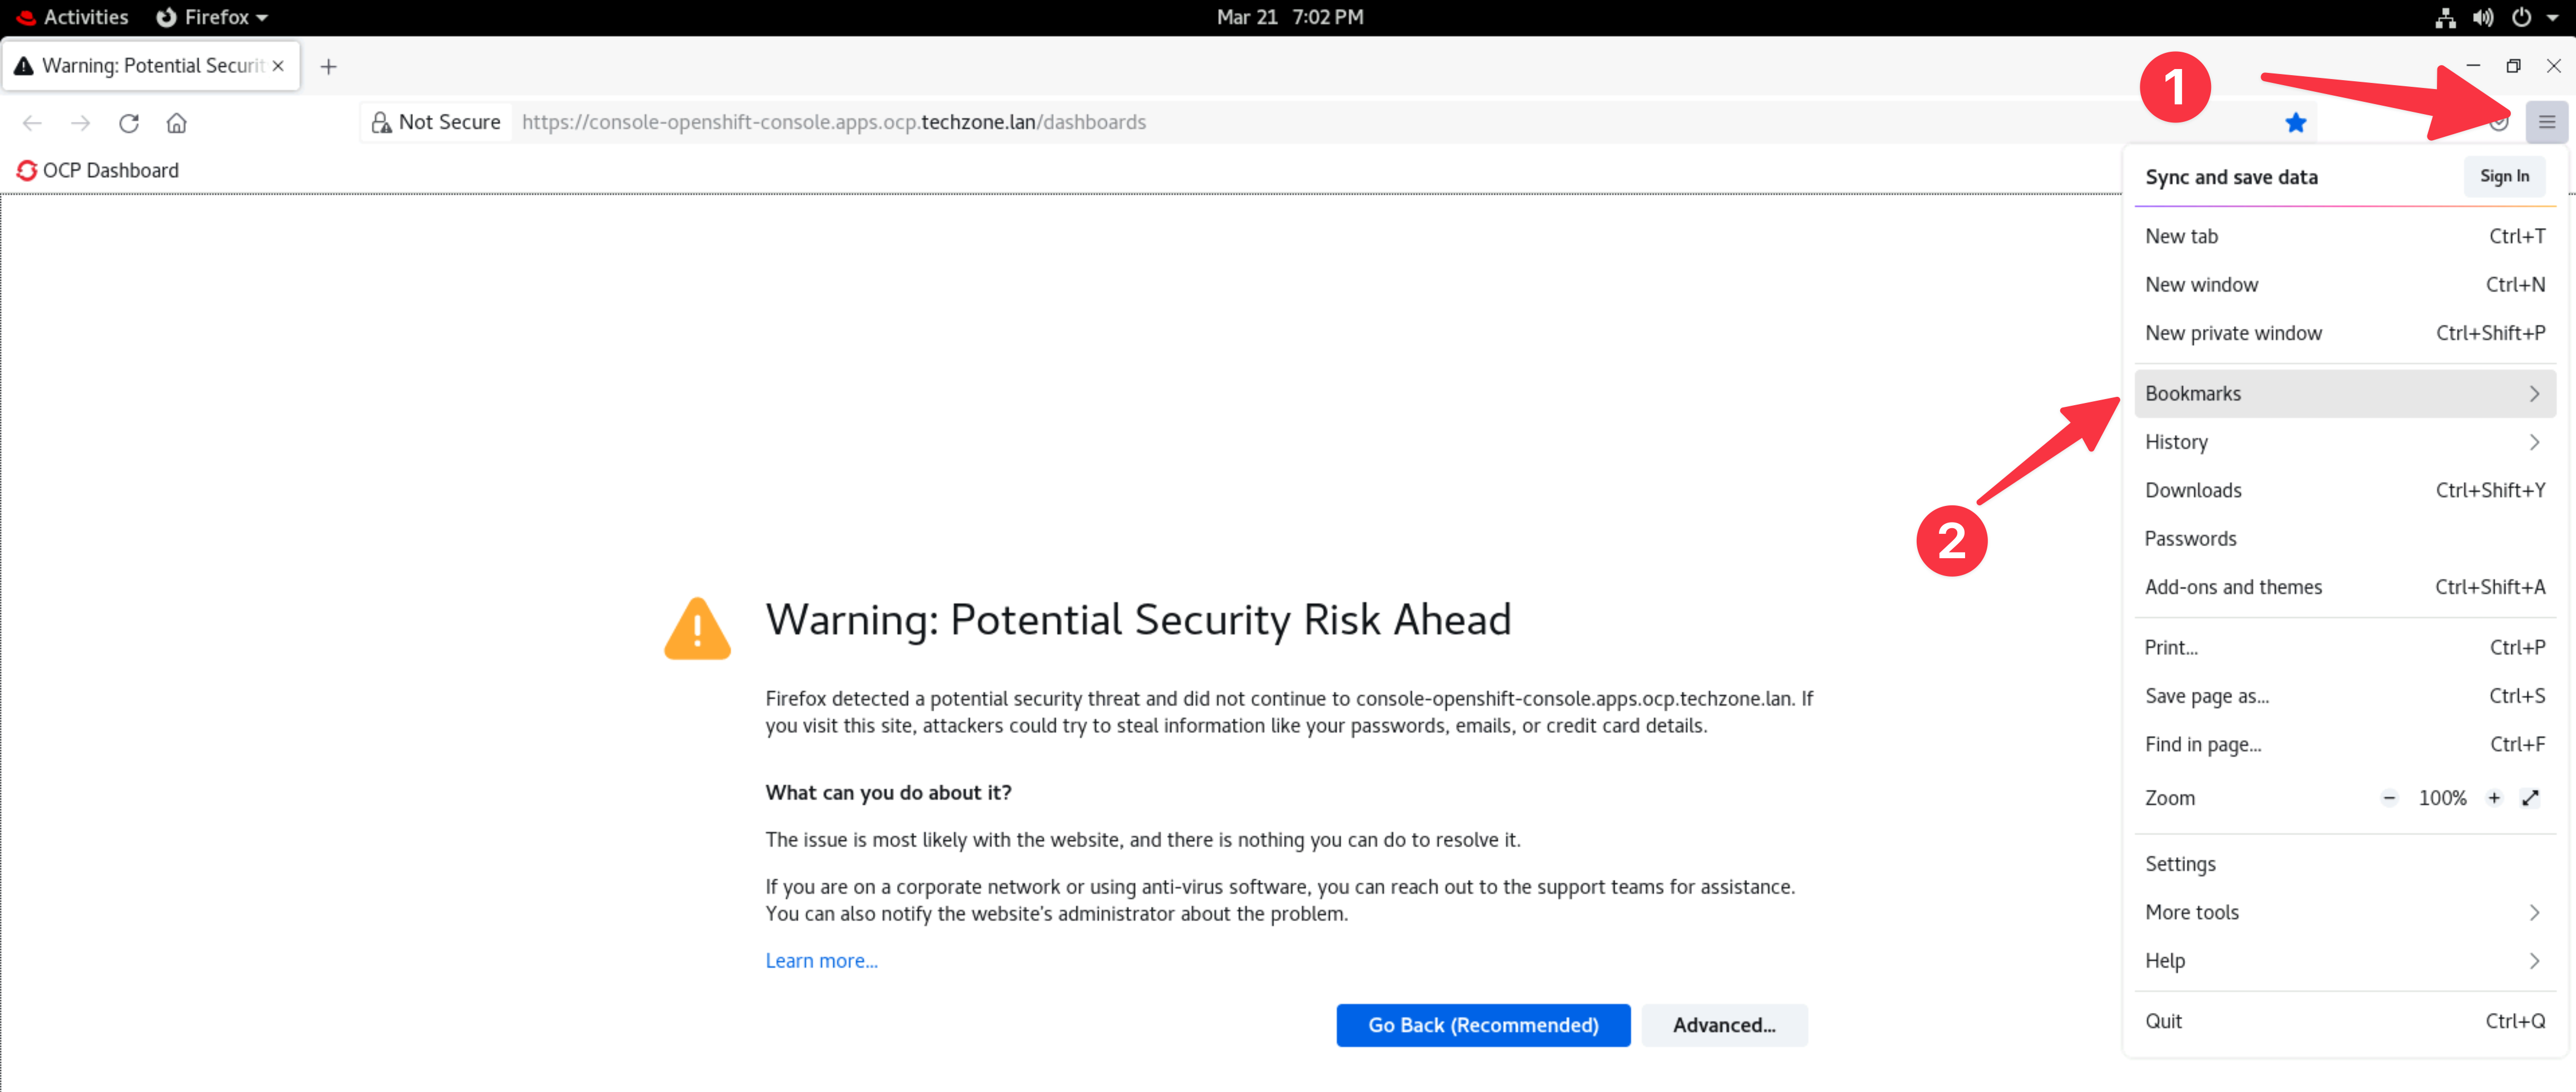 Activities Firefox Mar 21 7:02 PM
Warning: Potential Securit
1
Not Secure https://console-openshift-console.apps.ocp.techzone.lan/dashboards
OCP Dashboard
Sync and save data Sign In
New tab Ctrl+T
New window Ctrl+N
New private window Ctrl+Shift+P
Bookmarks
History
Downloads Ctrl+Shift+Y
Passwords
Add-ons and themes Ctrl+Shift+A
Print... Ctrl+P
Save page as... Ctrl+S
Find in page... Ctrl+F
Zoom − 100% +
Settings
More tools
Help
Quit Ctrl+Q
2
Warning: Potential Security Risk Ahead
Firefox detected a potential security threat and did not continue to console-openshift-console.apps.ocp.techzone.lan. If
you visit this site, attackers could try to steal information like your passwords, emails, or credit card details.
What can you do about it?
The issue is most likely with the website, and there is nothing you can do to resolve it.
If you are on a corporate network or using anti-virus software, you can reach out to the support teams for assistance.
You can also notify the website's administrator about the problem.
Learn more...
Go Back (Recommended) Advanced...